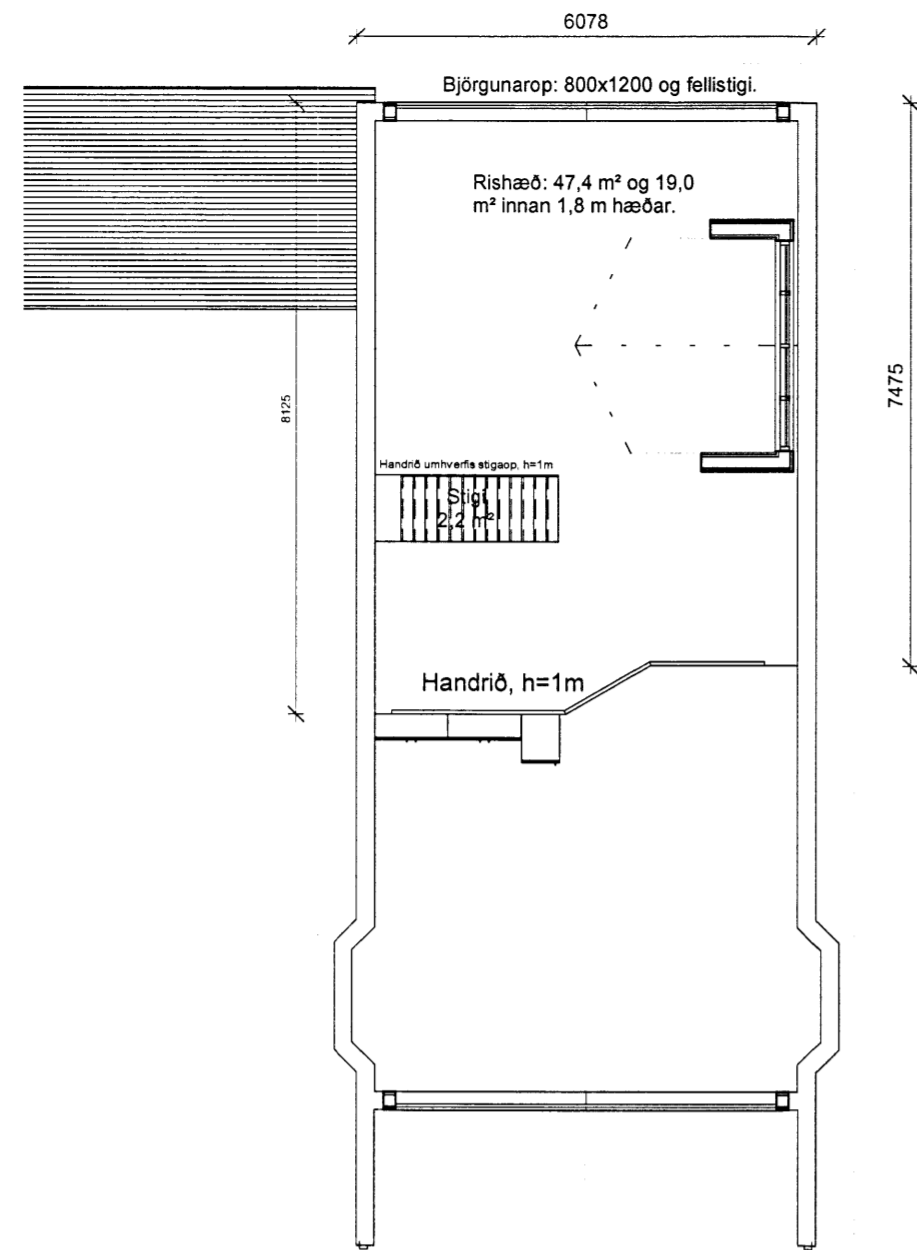 6078
Björgunarop: 800x1200 og fellistigi.
Rishæð: 47,4 m² og 19,0
m² innan 1,8 m hæðar.
7475
8125
Handrið umhverfis stigaop, h=1m
Stigi
2,2 m²
Handrið, h=1m